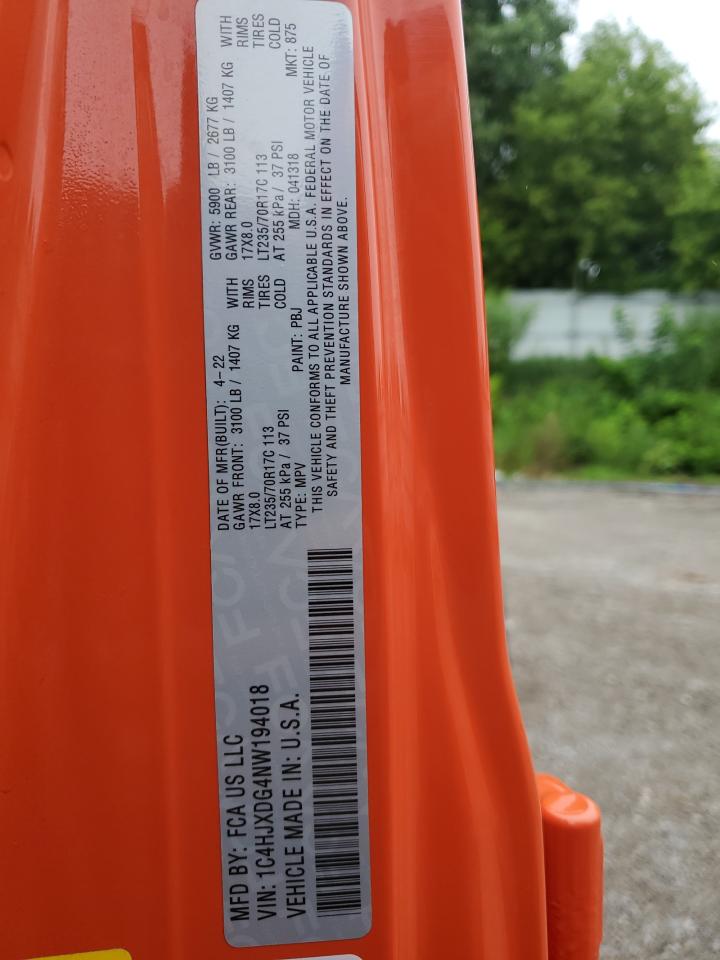 MFD BY: FCA US LLC
VIN: 1C4HJXDG4NW194018
VEHICLE MADE IN: U.S.A.
DATE OF MFR(BUILT): 4-22 GVWR: 5900 LB / 2677 KG
GAWR FRONT: 3100 LB / 1407 KG WITH GAWR REAR: 3100 LB / 1407 KG WITH
17X8.0 RIMS 17X8.0 RIMS
LT235/70R17C 113 TIRES LT235/70R17C 113 TIRES
AT 255 kPa / 37 PSI COLD AT 255 kPa / 37 PSI COLD
TYPE: MPV PAINT: PBJ MDH: 041318 MKT: 875
THIS VEHICLE CONFORMS TO ALL APPLICABLE U.S.A. FEDERAL MOTOR VEHICLE
SAFETY AND THEFT PREVENTION STANDARDS IN EFFECT ON THE DATE OF
MANUFACTURE SHOWN ABOVE.